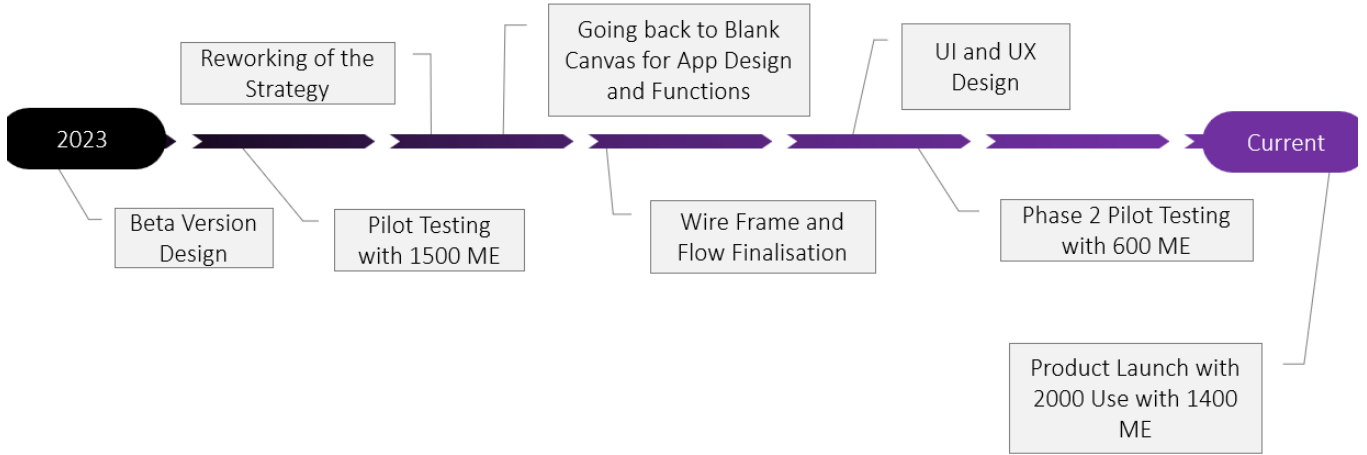 Going back to Blank
Canvas for App Design
and Functions
Reworking of the
Strategy
UI and UX
Design
2023
Current
Beta Version
Design
Pilot Testing
with 1500 ME
Wire Frame and
Flow Finalisation
Phase 2 Pilot Testing
with 600 ME
Product Launch with
2000 Use with 1400
ME